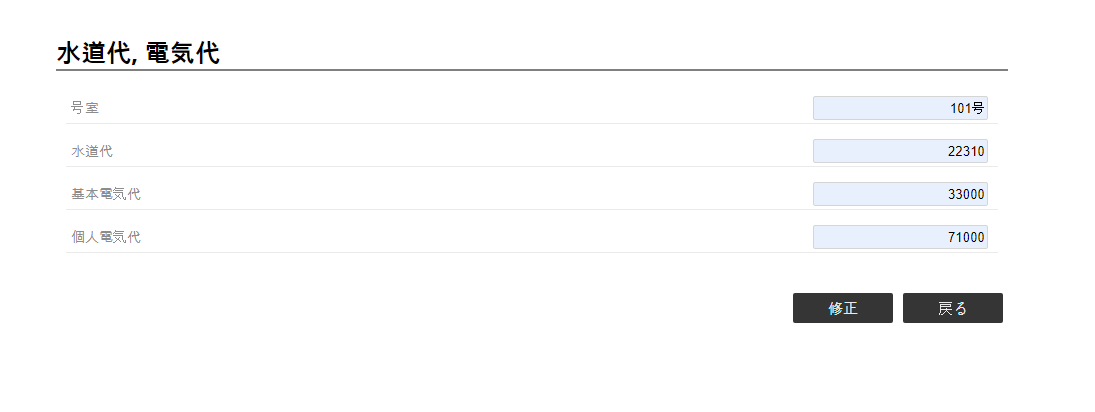 水道代, 電気代
号室 101号
水道代 22310
基本電気代 33000
個人電気代 71000
修正 戻る